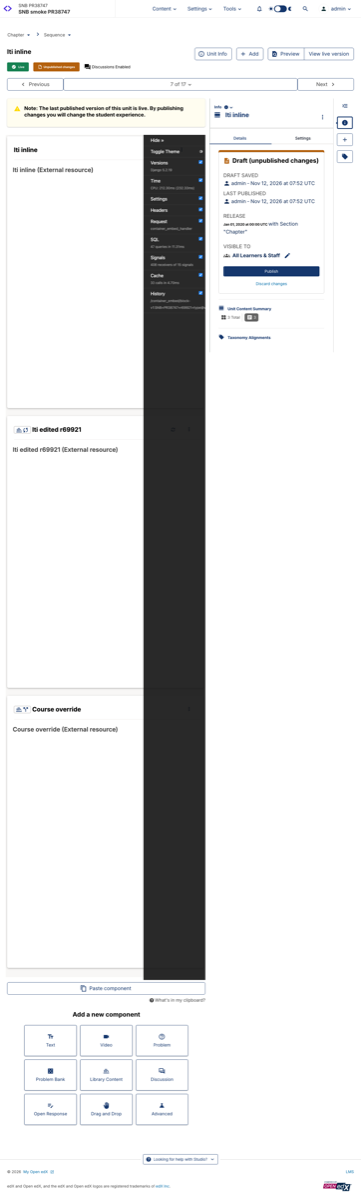 SNB PR38747
SNB smoke PR38747
Content
Settings
Tools
admin
Chapter
Sequence
lti inline
Live
Unpublished changes
Discussions Enabled
Unit Info
Add
Preview
View live version
Previous
7 of 17
Next
Note: The last published version of this unit is live. By publishing changes you will change the student experience.
lti inline
lti inline (External resource)
Hide »
Toggle Theme
Versions
Time
Settings
Headers
Request
SQL
Signals
Cache
History
lti edited r69921
lti edited r69921 (External resource)
Course override
Course override (External resource)
Paste component
What's in my clipboard?
Add a new component
Text
Video
Problem
Problem Bank
Library Content
Discussion
Open Response
Drag and Drop
Advanced
Info
lti inline
Details
Settings
Draft (unpublished changes)
DRAFT SAVED
admin - Nov 12, 2026 at 07:52 UTC
LAST PUBLISHED
admin - Nov 12, 2026 at 07:52 UTC
RELEASE
with Section
"Chapter"
VISIBLE TO
All Learners & Staff
Publish
Discard changes
Unit Content Summary
3 Total
Taxonomy Alignments
Looking for help with Studio?
© 2026 My Open edX
LMS
edX and Open edX, and the edX and Open edX logos are registered trademarks of edX Inc.